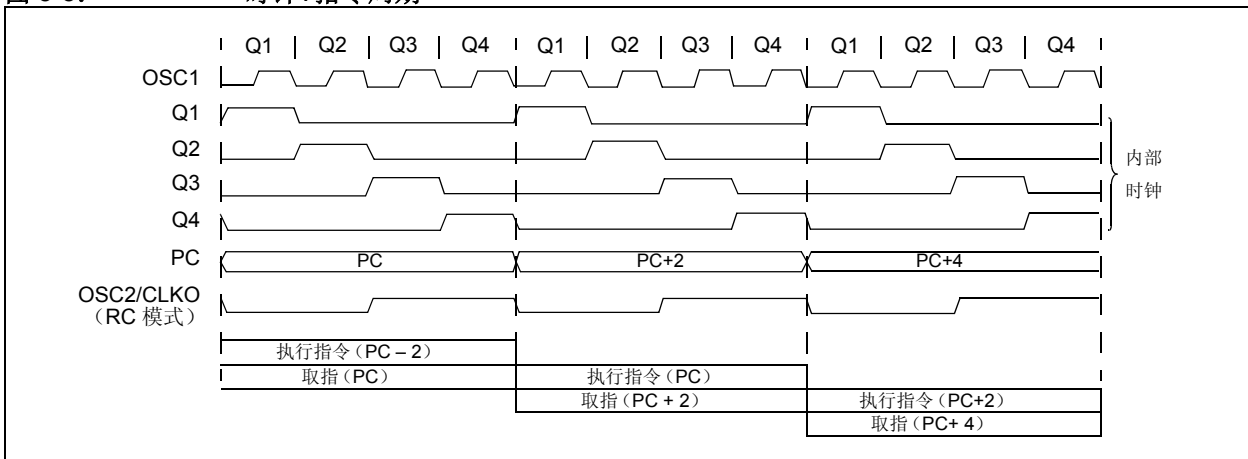 Q1 Q2 Q3 Q4 Q1 Q2 Q3 Q4 Q1 Q2 Q3 Q4
OSC1
Q1
Q2
内部
Q3
时钟
Q4
PC PC PC+2 PC+4
OSC2/CLKO
（RC 模式）
执行指令（PC – 2）
取指（PC） 执行指令（PC）
取指（PC + 2） 执行指令（PC+2）
取指（PC+ 4）